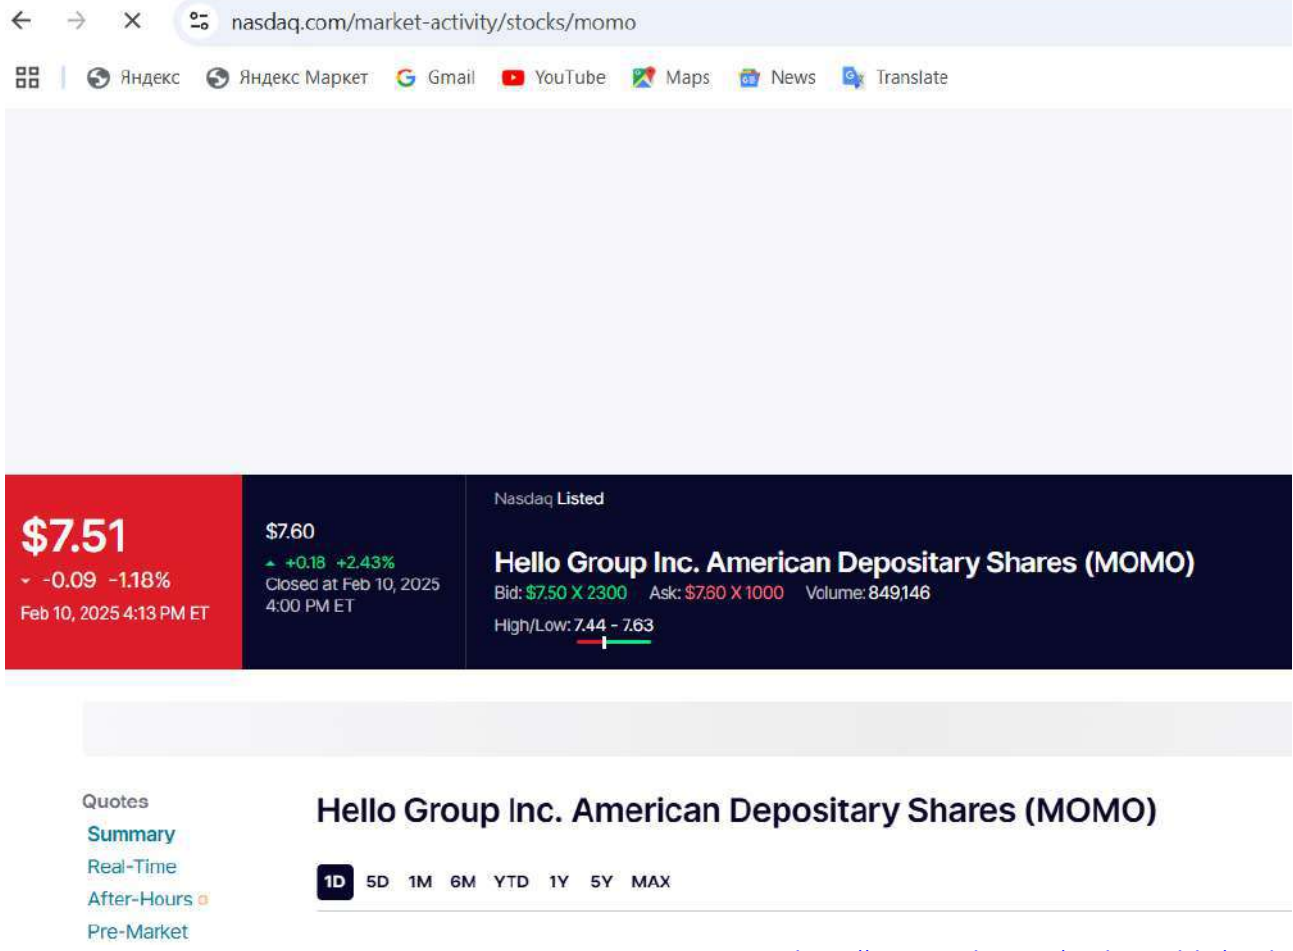 nasdaq.com/market-activity/stocks/momo
Яндекс Яндекс Маркет Gmail YouTube Maps News Translate
$7.51
-0.09 -1.18%
Feb 10, 2025 4:13 PM ET
$7.60
+0.18 +2.43%
Closed at Feb 10, 2025
4:00 PM ET
Nasdaq Listed
Hello Group Inc. American Depositary Shares (MOMO)
Bid: $7.50 X 2300 Ask: $7.60 X 1000 Volume: 849,146
High/Low: 7.44 - 7.63
Quotes
Summary
Real-Time
After-Hours
Pre-Market
Hello Group Inc. American Depositary Shares (MOMO)
1D 5D 1M 6M YTD 1Y 5Y MAX